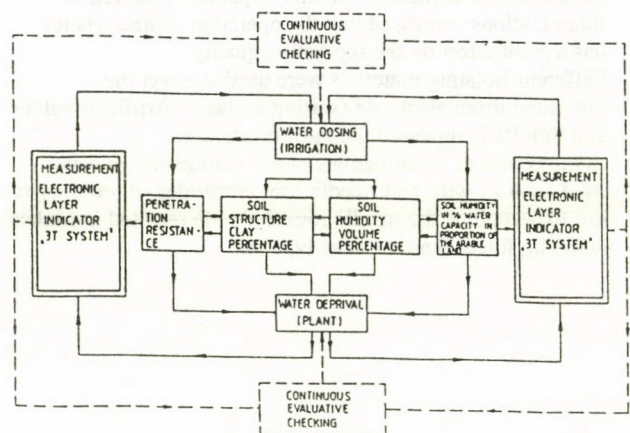 CONTINUOUS
EVALUATIVE
CHECKING
WATER DOSING
(IRRIGATION)
MEASUREMENT
ELECTRONIC
LAYER
INDICATOR
"3T SYSTEM"
PENETRA-
TION
RESISTAN-
CE
SOIL
STRUCTURE
CLAY
PERCENTAGE
SOIL
HUMIDITY
VOLUME
PERCENTAGE
SOIL HUMIDITY
IN % WATER
CAPACITY IN
PROPORTION OF
THE ARABLE
LAND
MEASUREMENT
ELECTRONIC
LAYER
INDICATOR
"3T SYSTEM"
WATER DEPRIVAL
(PLANT)
CONTINUOUS
EVALUATIVE
CHECKING